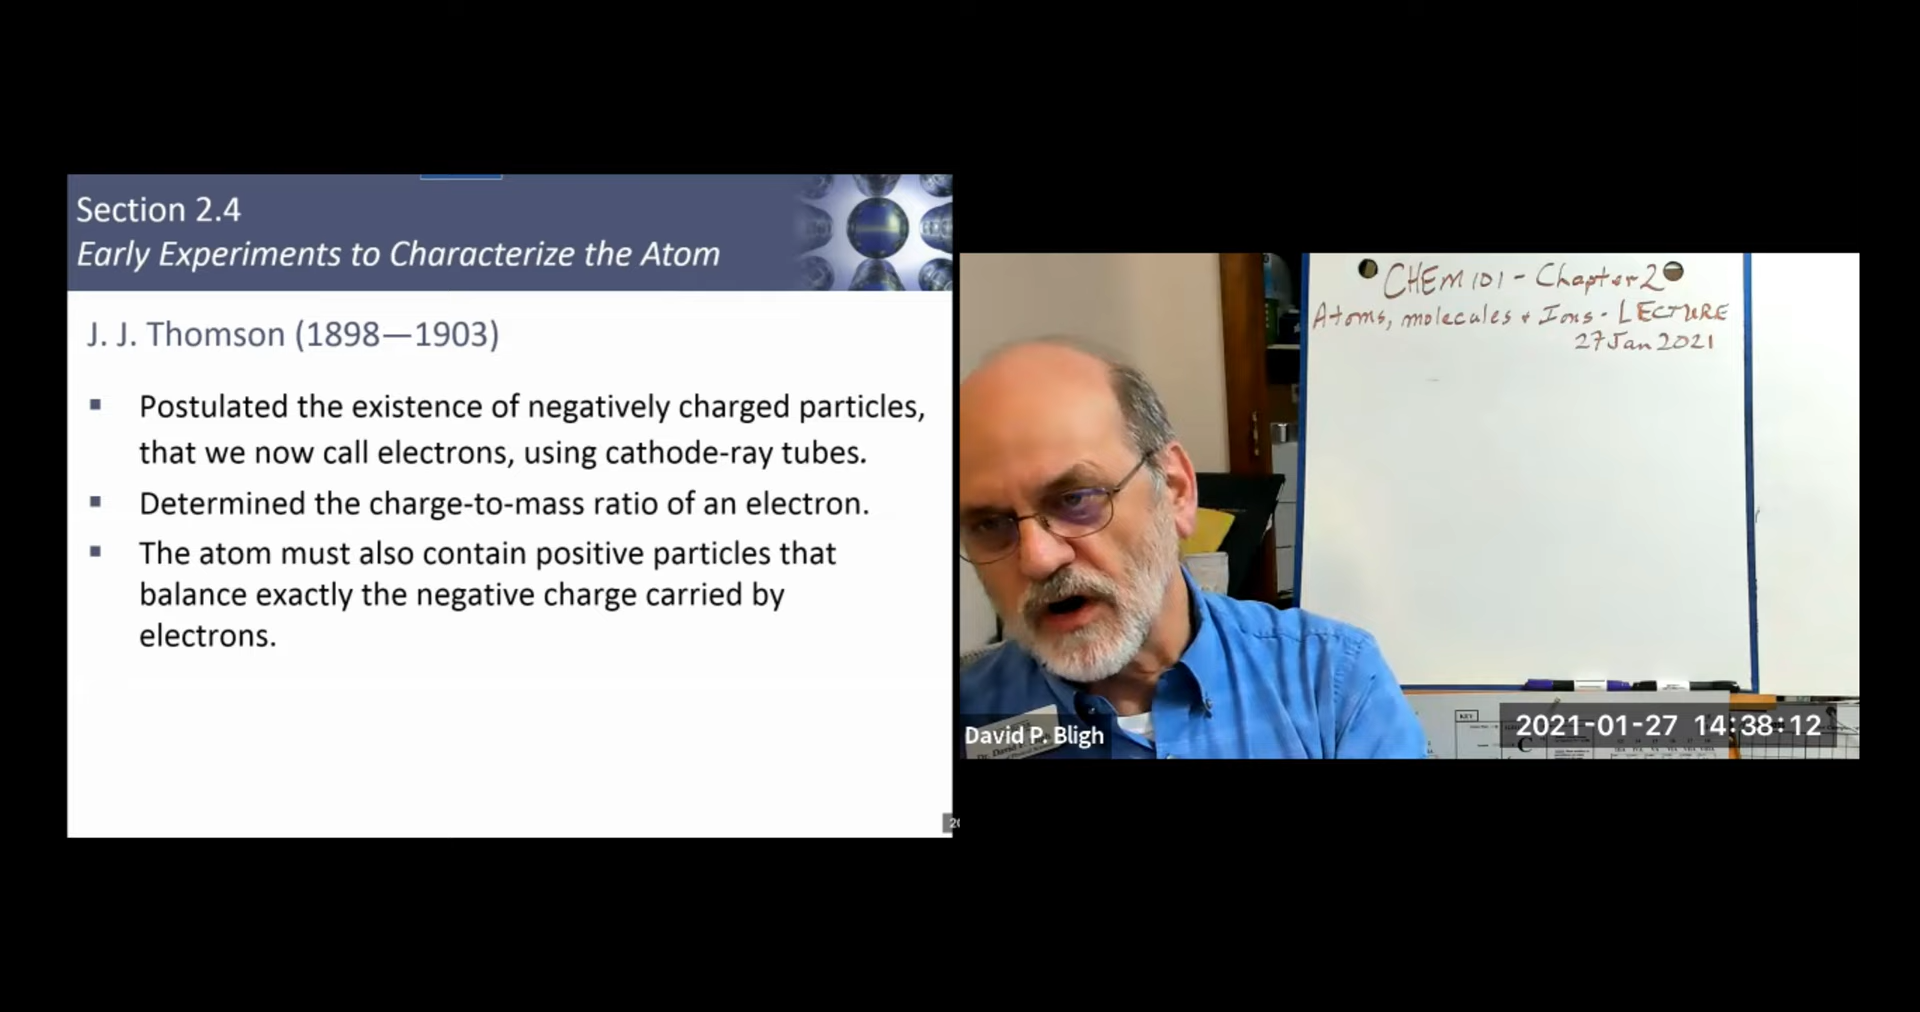 Section 2.4
Early Experiments to Characterize the Atom
J. J. Thomson (1898—1903)
▪ Postulated the existence of negatively charged particles,
that we now call electrons, using cathode-ray tubes.
▪ Determined the charge-to-mass ratio of an electron.
▪ The atom must also contain positive particles that
balance exactly the negative charge carried by
electrons.
CHEM 101 - Chapter 2
Atoms, molecules + Ions - LECTURE
27 Jan 2021
David P. Bligh
KEY
C
2021-01-27 14:38:12